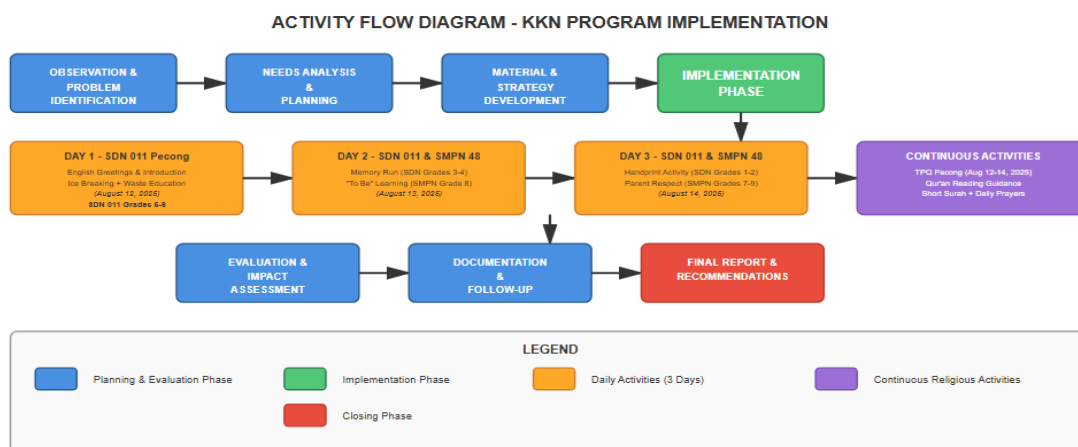 ACTIVITY FLOW DIAGRAM - KKN PROGRAM IMPLEMENTATION
OBSERVATION &
PROBLEM
IDENTIFICATION
NEEDS ANALYSIS
&
PLANNING
MATERIAL &
STRATEGY
DEVELOPMENT
IMPLEMENTATION
PHASE
DAY 1 - SDN 011 Pecong
English Greetings & Introduction
Ice Breaking + Waste Education
(August 12, 2025)
SDN 011 Grades 5-6
DAY 2 - SDN 011 & SMPN 48
Memory Run (SDN Grades 3-4)
"To Be" Learning (SMPN Grade 8)
(August 13, 2025)
DAY 3 - SDN 011 & SMPN 48
Handprint Activity (SDN Grades 1-2)
Parent Respect (SMPN Grades 7-9)
(August 14, 2025)
CONTINUOUS ACTIVITIES
TPQ Pecong (Aug 12-14, 2025)
Qur'an Reading Guidance
Short Surah + Daily Prayers
EVALUATION &
IMPACT
ASSESSMENT
DOCUMENTATION
&
FOLLOW-UP
FINAL REPORT &
RECOMMENDATIONS
LEGEND
Planning & Evaluation Phase
Implementation Phase
Daily Activities (3 Days)
Continuous Religious Activities
Closing Phase